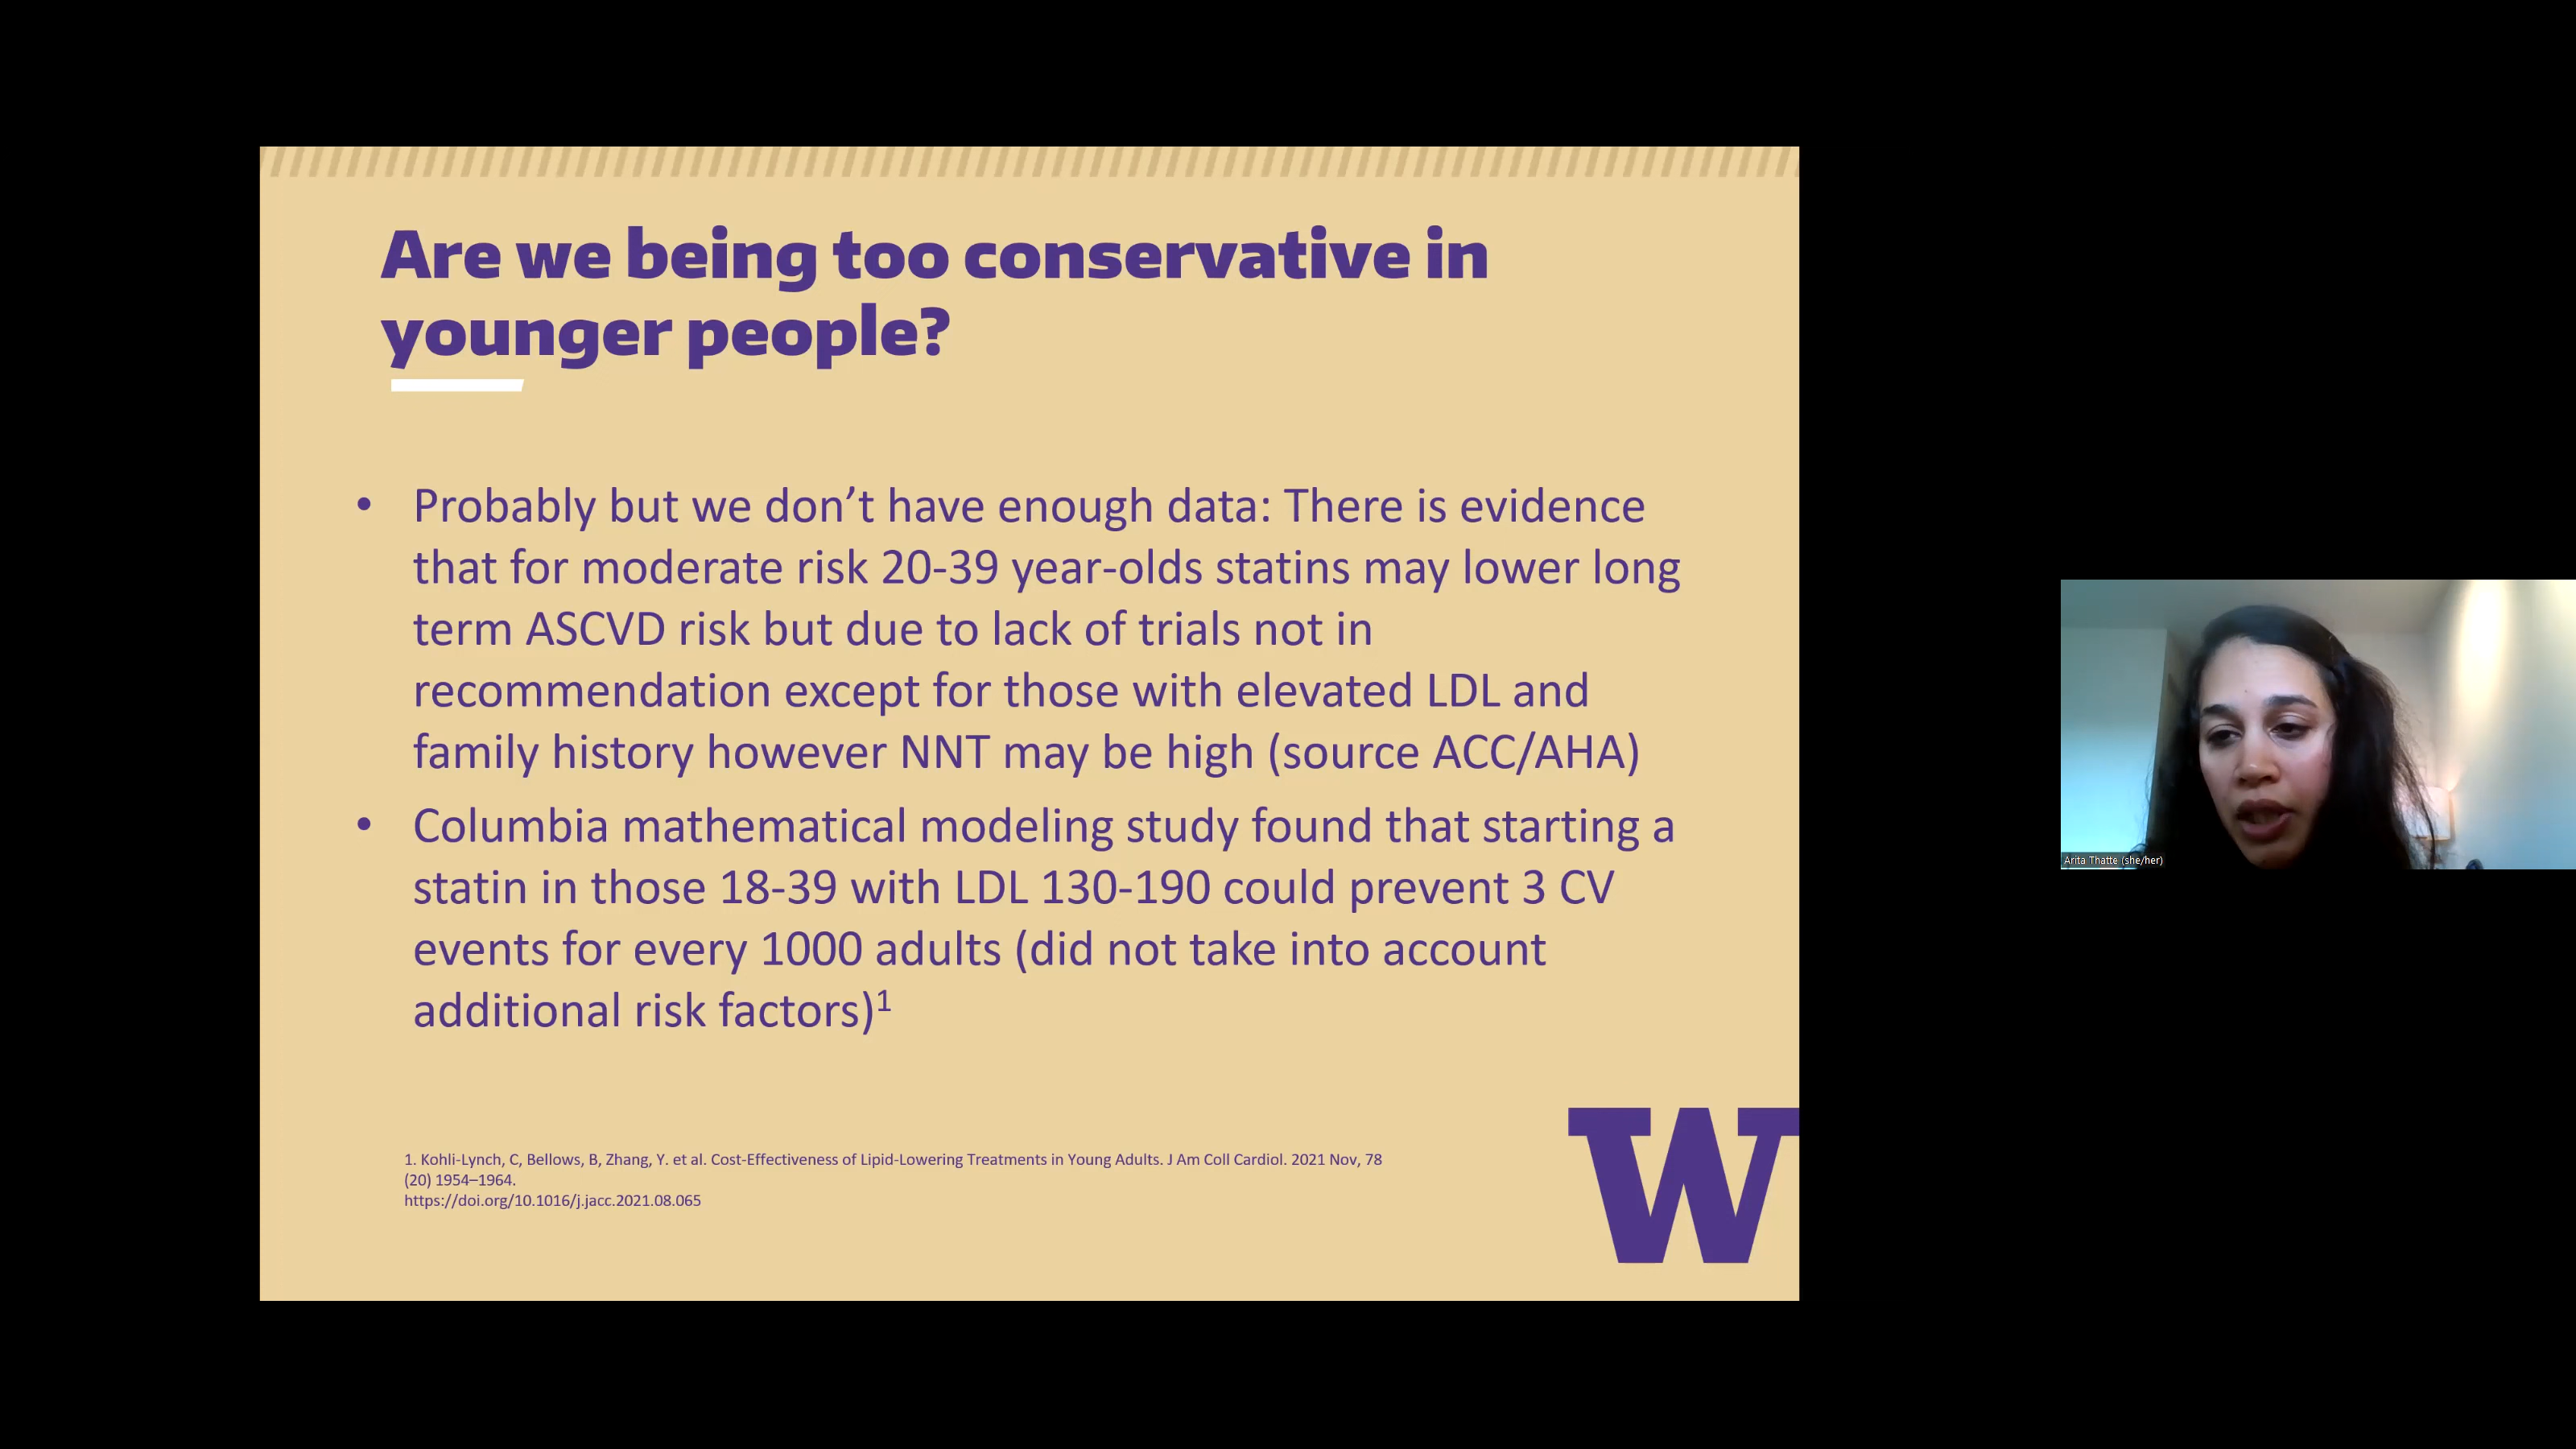 Are we being too conservative in
younger people?
• Probably but we don’t have enough data: There is evidence
that for moderate risk 20-39 year-olds statins may lower long
term ASCVD risk but due to lack of trials not in
recommendation except for those with elevated LDL and
family history however NNT may be high (source ACC/AHA)
• Columbia mathematical modeling study found that starting a
statin in those 18-39 with LDL 130-190 could prevent 3 CV
events for every 1000 adults (did not take into account
additional risk factors)¹
1. Kohli-Lynch, C, Bellows, B, Zhang, Y. et al. Cost-Effectiveness of Lipid-Lowering Treatments in Young Adults. J Am Coll Cardiol. 2021 Nov, 78
(20) 1954–1964.
https://doi.org/10.1016/j.jacc.2021.08.065
W
Arita Thatte (she/her)